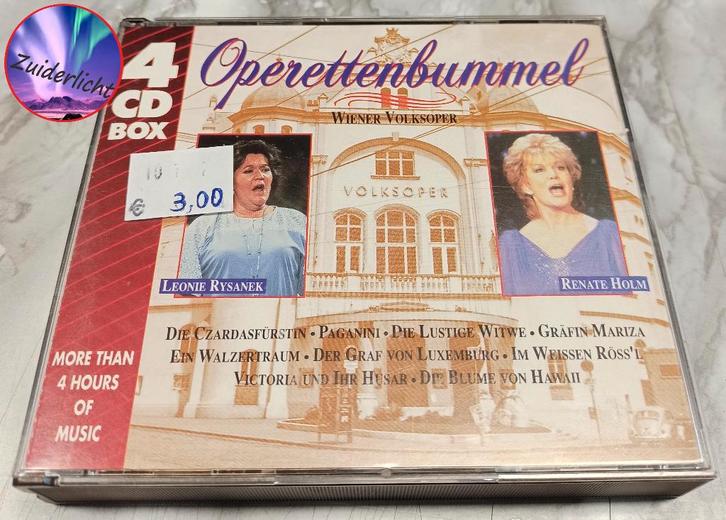 Zuiderlicht
4
CD
BOX
Operettenbummel
WIENER VOLKSOPER
€ 3,00
VOLKSOPER
LEONIE RYSANEK
RENATE HOLM
DIE CZARDASFÜRSTIN • PAGANINI • DIE LUSTIGE WITWE • GRÄFIN MARIZA
EIN WALZERTRAUM • DER GRAF VON LUXEMBURG • IM WEISSEN RÖSS'L
VICTORIA UND IHR HUSAR • DIE BLUME VON HAWAII
MORE THAN
4 HOURS
OF
MUSIC